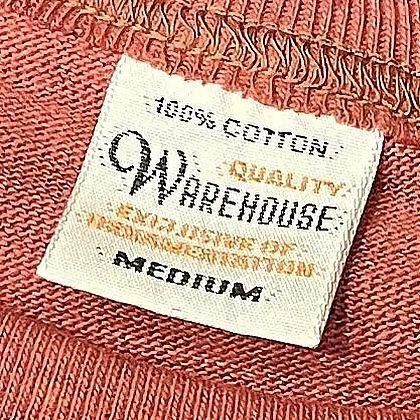 100% COTTON
QUALITY
WAREHOUSE
EXCLUSIVE OF
MEDIUM